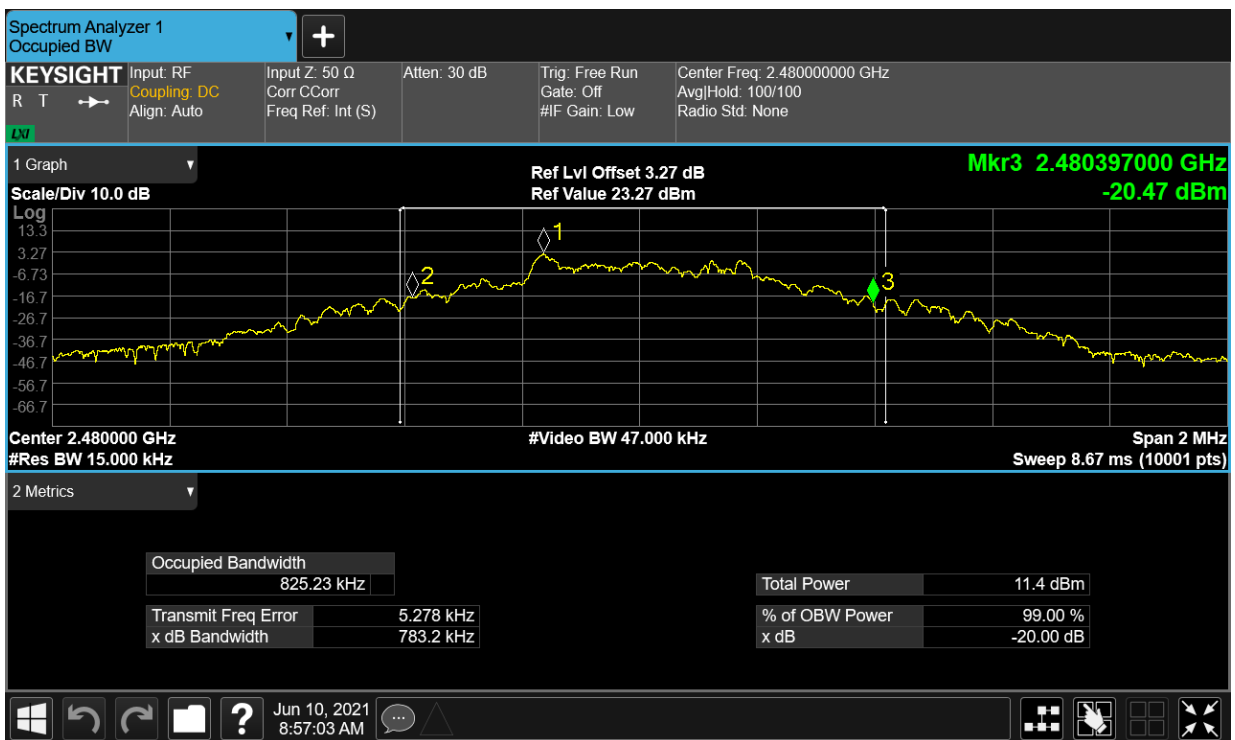 Spectrum Analyzer 1
Occupied BW
KEYSIGHT
R T
LXI
Input: RF
Coupling: DC
Align: Auto
Input Z: 50 Ω
Corr CCorr
Freq Ref: Int (S)
Atten: 30 dB
Trig: Free Run
Gate: Off
#IF Gain: Low
Center Freq: 2.480000000 GHz
Avg|Hold: 100/100
Radio Std: None
1 Graph
Scale/Div 10.0 dB
Ref Lvl Offset 3.27 dB
Ref Value 23.27 dBm
Mkr3 2.480397000 GHz
-20.47 dBm
Log
13.3
3.27
-6.73
-16.7
-26.7
-36.7
-46.7
-56.7
-66.7
1
2
3
Center 2.480000 GHz
#Video BW 47.000 kHz
Span 2 MHz
#Res BW 15.000 kHz
Sweep 8.67 ms (10001 pts)
2 Metrics
Occupied Bandwidth
825.23 kHz
Total Power 11.4 dBm
Transmit Freq Error 5.278 kHz
% of OBW Power 99.00 %
x dB Bandwidth 783.2 kHz
x dB -20.00 dB
?
Jun 10, 2021
8:57:03 AM